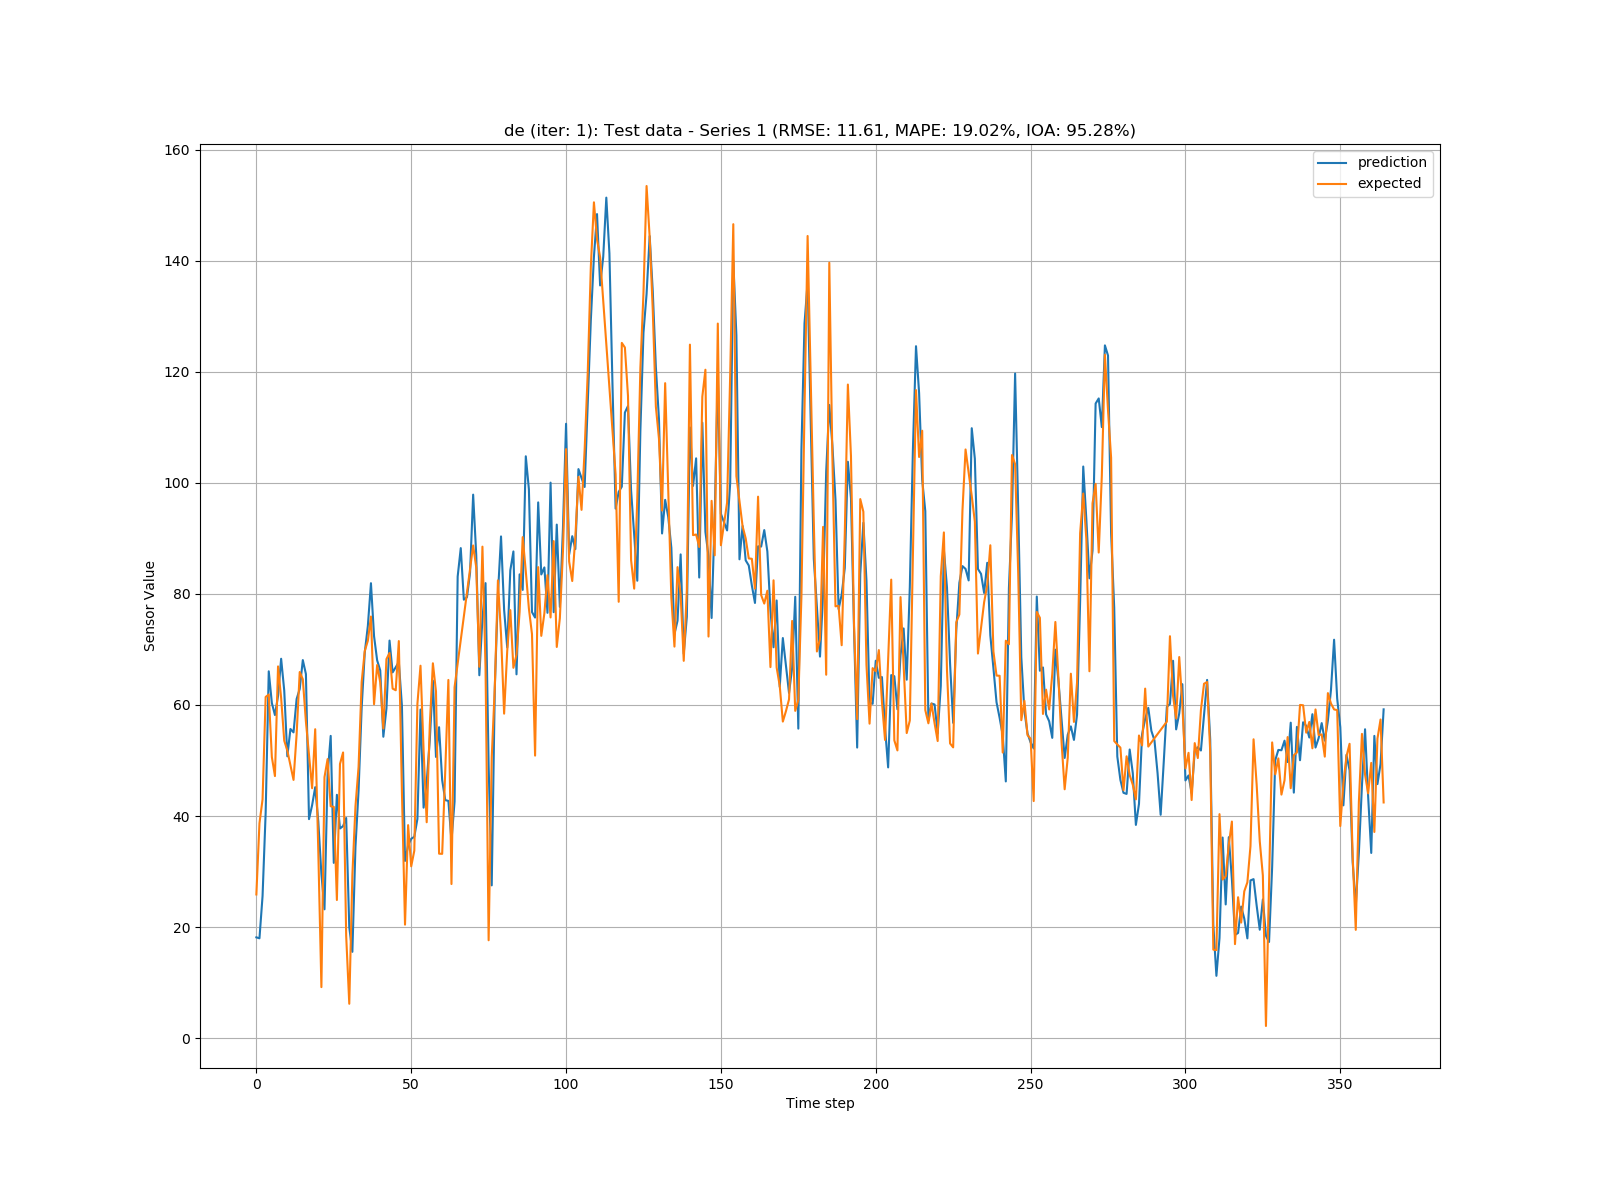 de (iter: 1): Test data - Series 1 (RMSE: 11.61, MAPE: 19.02%, IOA: 95.28%)
prediction
expected
160
140
120
100
80
60
40
20
0
Sensor Value
0 50 100 150 200 250 300 350
Time step